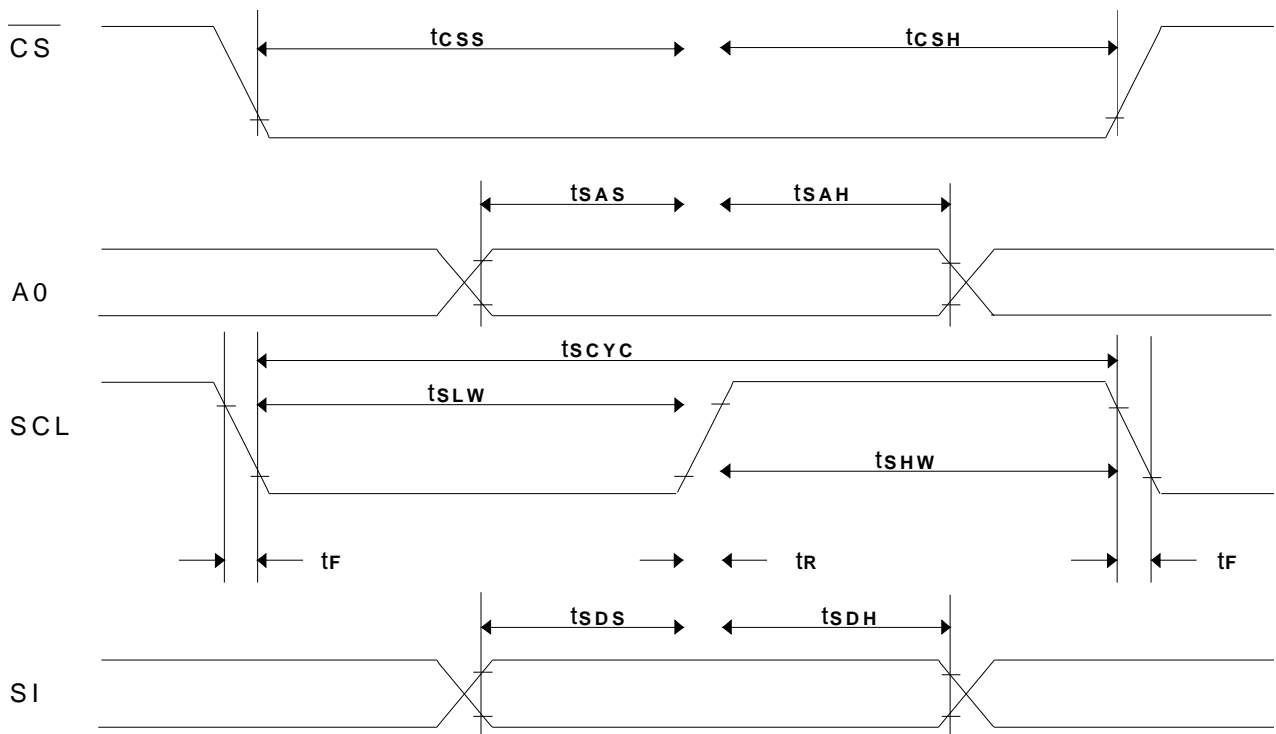 CS
tCSS
tCSH
tSAS
tSAH
A0
tSCYC
tSLW
SCL
tSHW
tF
tR
tF
tSDS
tSDH
SI